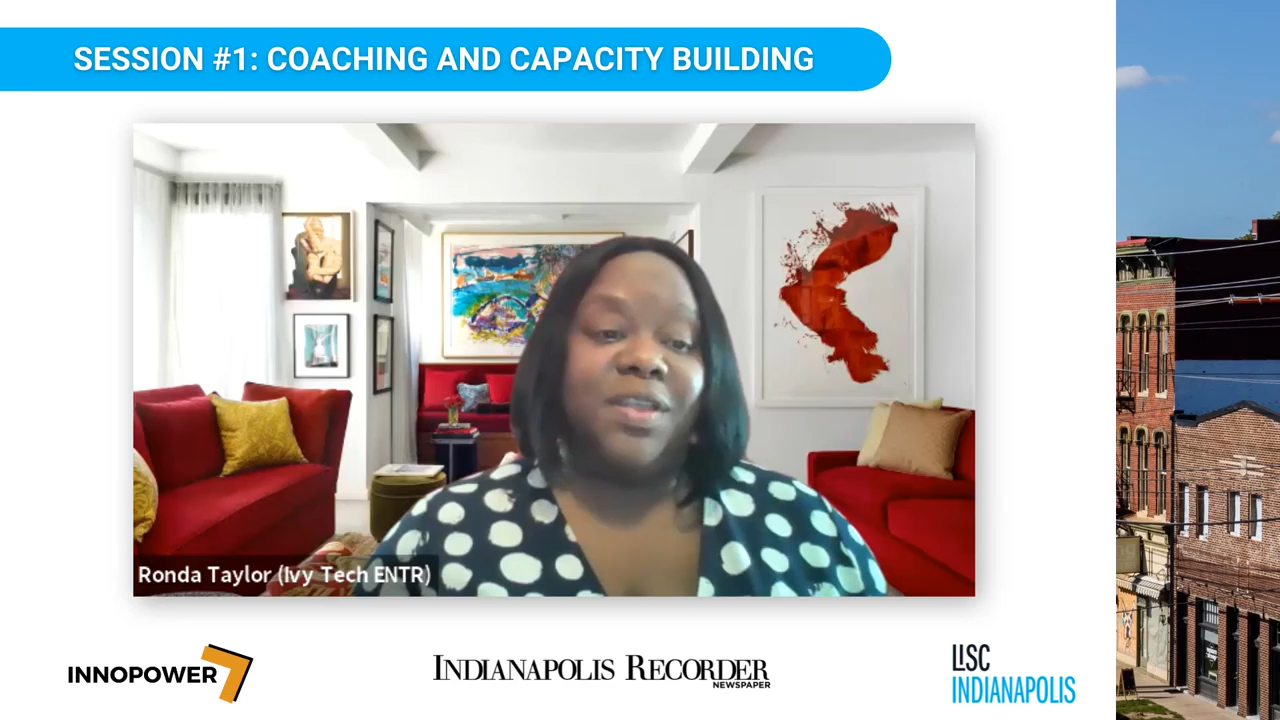 SESSION #1: COACHING AND CAPACITY BUILDING
Ronda Taylor (Ivy Tech ENTR)
INNOPOWER
INDIANAPOLIS RECORDER
NEWSPAPER
LISC
INDIANAPOLIS